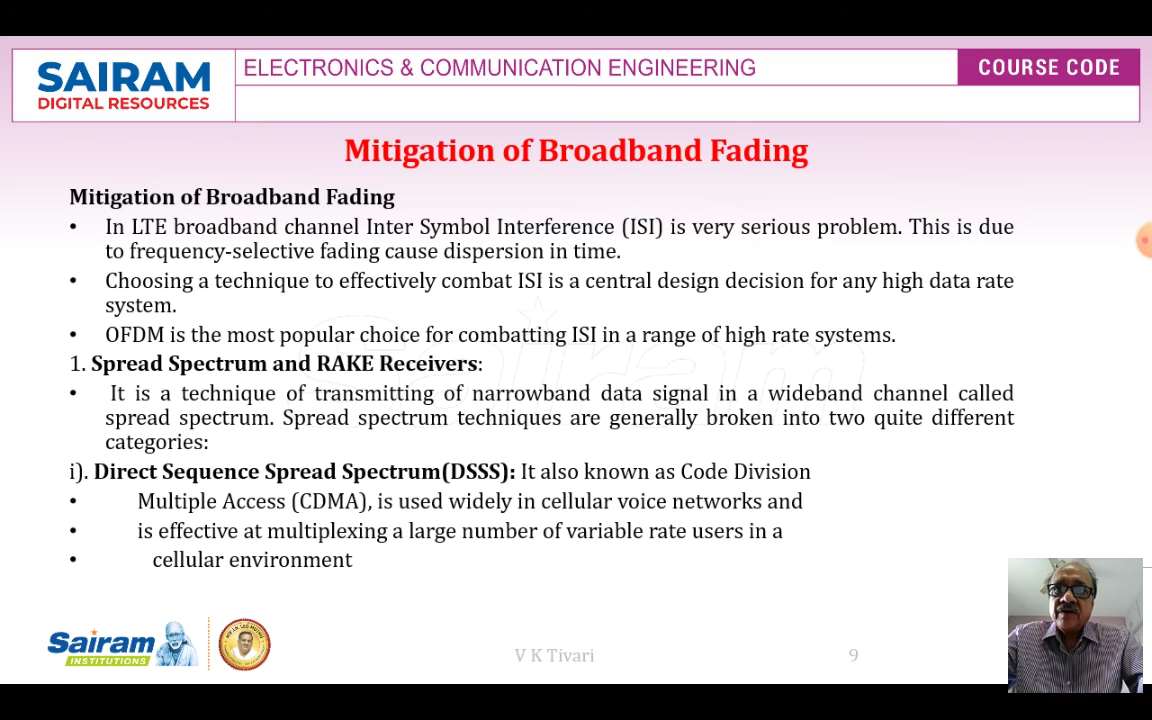 SAIRAM
DIGITAL RESOURCES
ELECTRONICS & COMMUNICATION ENGINEERING
COURSE CODE
Mitigation of Broadband Fading
Mitigation of Broadband Fading
• In LTE broadband channel Inter Symbol Interference (ISI) is very serious problem. This is due
to frequency-selective fading cause dispersion in time.
• Choosing a technique to effectively combat ISI is a central design decision for any high data rate
system.
• OFDM is the most popular choice for combatting ISI in a range of high rate systems.
1. Spread Spectrum and RAKE Receivers:
• It is a technique of transmitting of narrowband data signal in a wideband channel called
spread spectrum. Spread spectrum techniques are generally broken into two quite different
categories:
i). Direct Sequence Spread Spectrum(DSSS): It also known as Code Division
• Multiple Access (CDMA), is used widely in cellular voice networks and
• is effective at multiplexing a large number of variable rate users in a
• cellular environment
Sairam
Sairam
INSTITUTIONS
V K Tivari
9